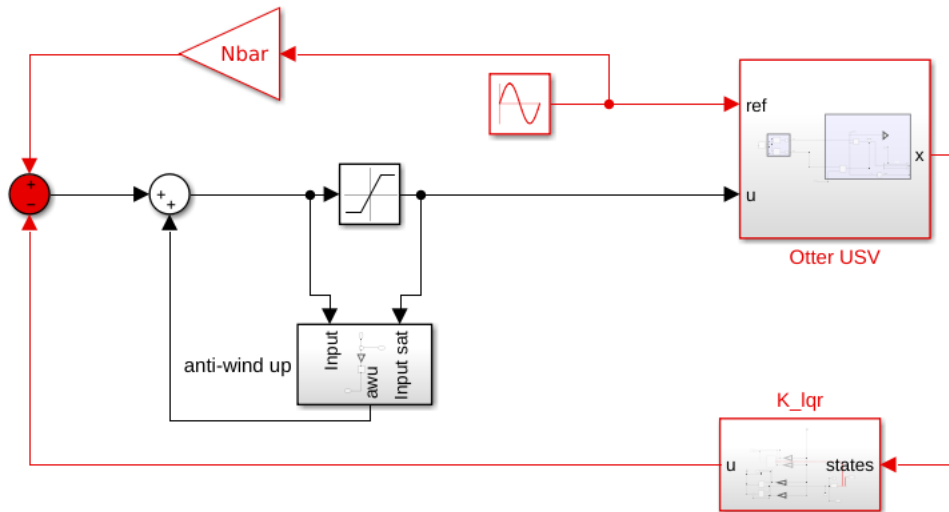 Nbar
ref
x
u
Otter USV
+
−
+
+
Input
Input sat
awu
anti-wind up
K_lqr
u
states